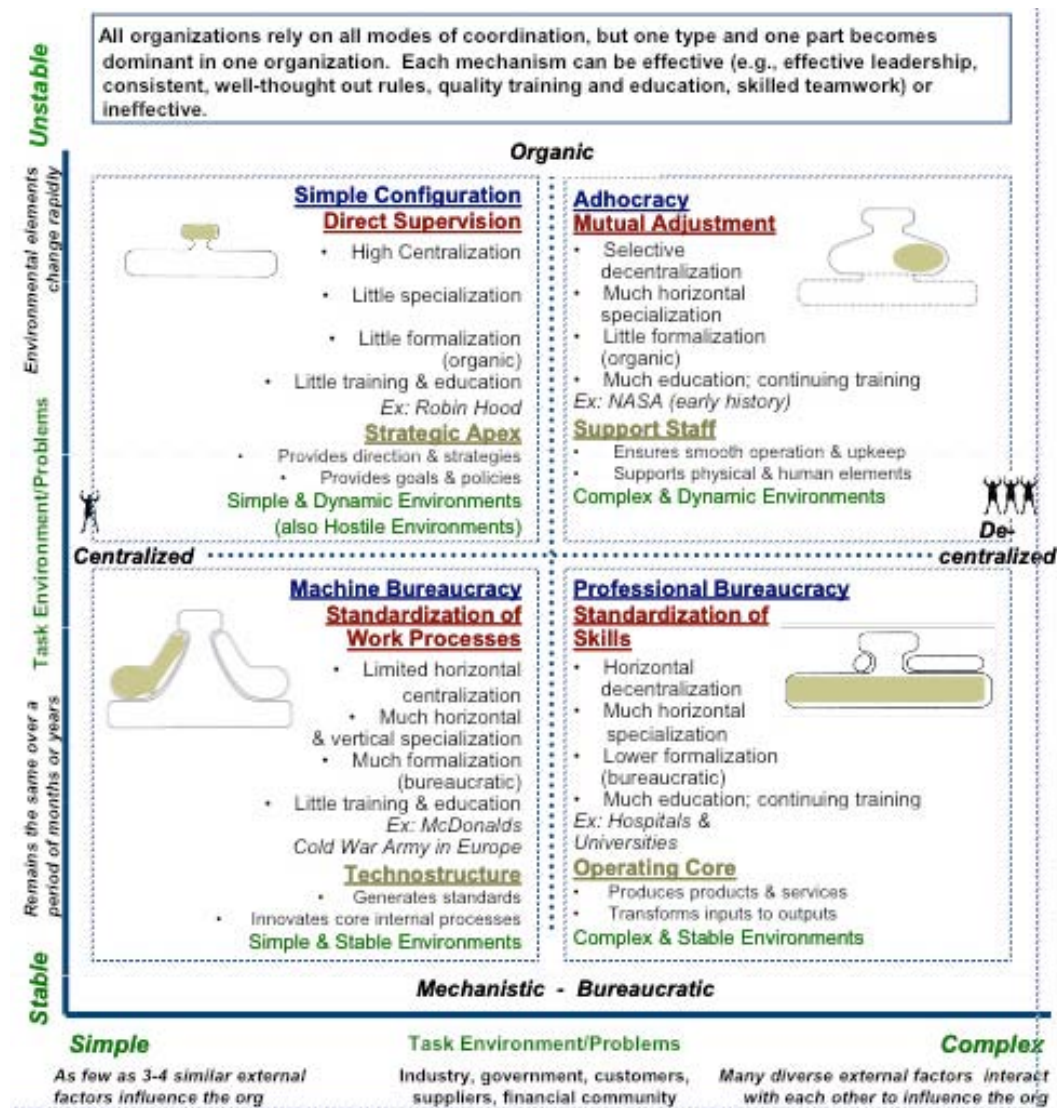 All organizations rely on all modes of coordination, but one type and one part becomes
dominant in one organization. Each mechanism can be effective (e.g., effective leadership,
consistent, well-thought out rules, quality training and education, skilled teamwork) or
ineffective.
Unstable
Environmental elements
change rapidly
Task Environment/Problems
Remains the same over a
period of months or years
Stable
Organic
Simple Configuration
Direct Supervision
• High Centralization
• Little specialization
• Little formalization
(organic)
• Little training & education
Ex: Robin Hood
Strategic Apex
• Provides direction & strategies
• Provides goals & policies
Simple & Dynamic Environments
(also Hostile Environments)
Adhocracy
Mutual Adjustment
• Selective
decentralization
• Much horizontal
specialization
• Little formalization
(organic)
• Much education; continuing training
Ex: NASA (early history)
Support Staff
• Ensures smooth operation & upkeep
• Supports physical & human elements
Complex & Dynamic Environments
Centralized
De-
centralized
Machine Bureaucracy
Standardization of
Work Processes
• Limited horizontal
centralization
• Much horizontal
& vertical specialization
• Much formalization
(bureaucratic)
• Little training & education
Ex: McDonalds
Cold War Army in Europe
Technostructure
• Generates standards
• Innovates core internal processes
Simple & Stable Environments
Professional Bureaucracy
Standardization of
Skills
• Horizontal
decentralization
• Much horizontal
specialization
• Lower formalization
(bureaucratic)
• Much education; continuing training
Ex: Hospitals &
Universities
Operating Core
• Produces products & services
• Transforms inputs to outputs
Complex & Stable Environments
Mechanistic - Bureaucratic
Simple
As few as 3-4 similar external
factors influence the org
Task Environment/Problems
Industry, government, customers,
suppliers, financial community
Complex
Many diverse external factors interact
with each other to influence the org